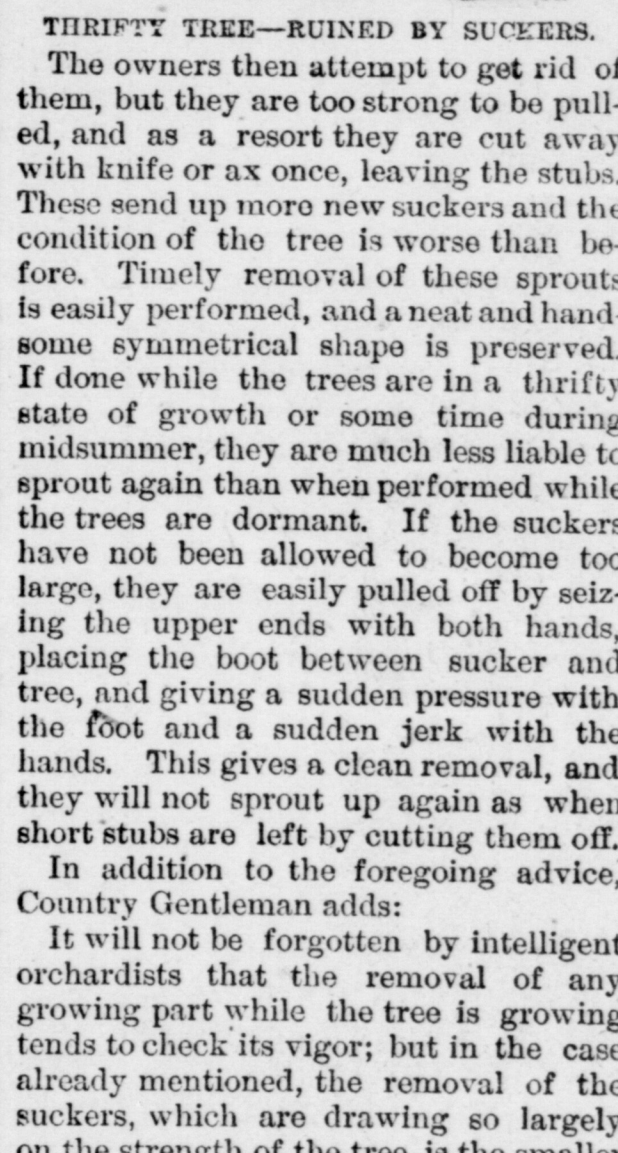 THRIFTY TREE—RUINED BY SUCKERS.
The owners then attempt to get rid of
them, but they are too strong to be pull-
ed, and as a resort they are cut away
with knife or ax once, leaving the stubs.
These send up more new suckers and the
condition of the tree is worse than be-
fore. Timely removal of these sprouts
is easily performed, and a neat and hand-
some symmetrical shape is preserved.
If done while the trees are in a thrifty
state of growth or some time during
midsummer, they are much less liable to
sprout again than when performed while
the trees are dormant. If the suckers
have not been allowed to become too
large, they are easily pulled off by seiz-
ing the upper ends with both hands,
placing the boot between sucker and
tree, and giving a sudden pressure with
the foot and a sudden jerk with the
hands. This gives a clean removal, and
they will not sprout up again as when
short stubs are left by cutting them off.
In addition to the foregoing advice,
Country Gentleman adds:
It will not be forgotten by intelligent
orchardists that the removal of any
growing part while the tree is growing
tends to check its vigor; but in the case
already mentioned, the removal of the
suckers, which are drawing so largely
on the strength of the tree, is the smaller